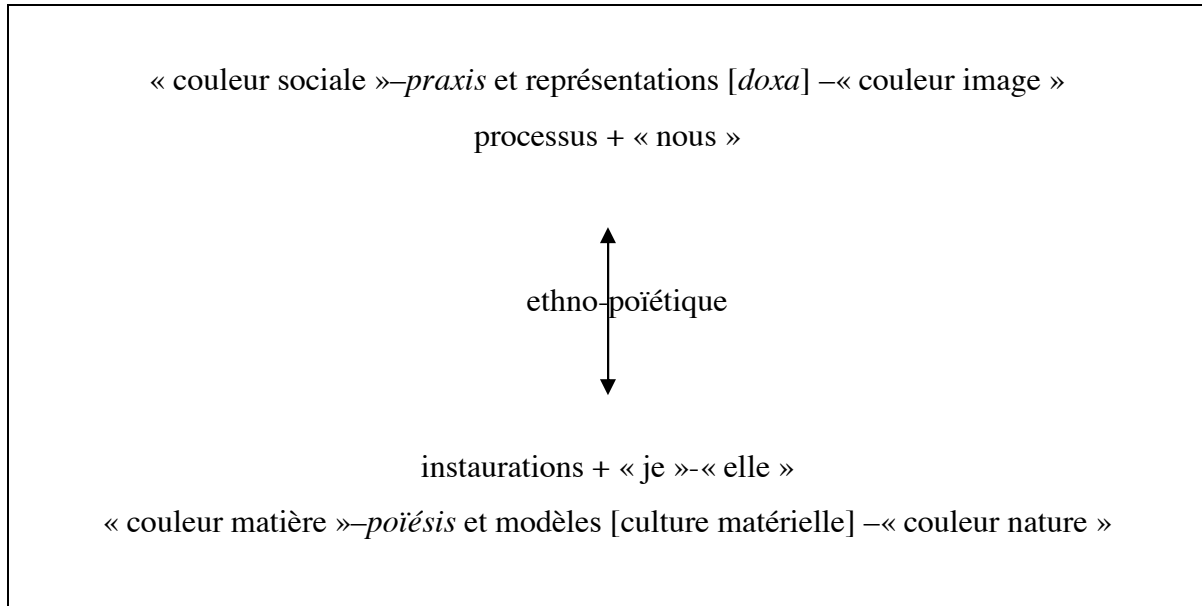 « couleur sociale »–praxis et représentations [doxa] –« couleur image »
processus + « nous »
ethno-poïétique
instaurations + « je »-« elle »
« couleur matière »–poïésis et modèles [culture matérielle] –« couleur nature »